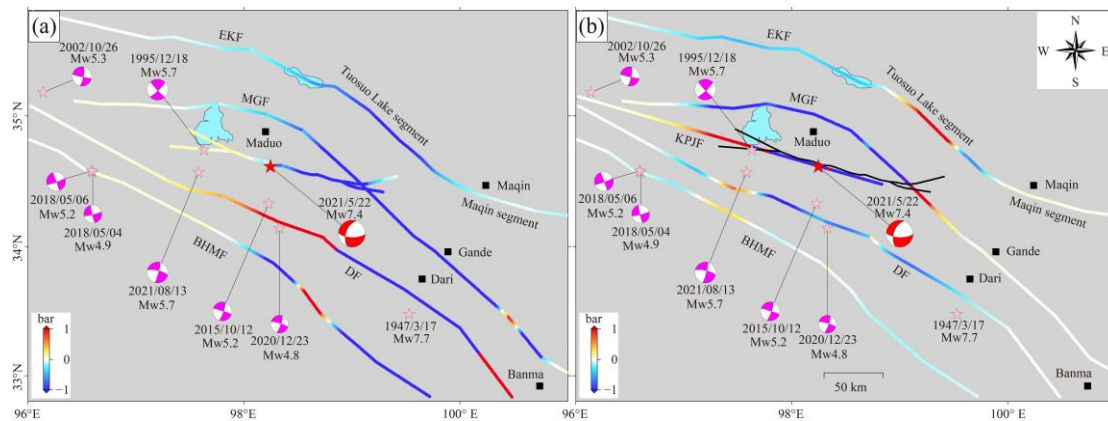 (a)
2002/10/26
Mw5.3
1995/12/18
Mw5.7
EKF
Tuosuo Lake segment
MGF
Maduo
35°N
2018/05/06
Mw5.2
2018/05/04
Mw4.9
2021/5/22
Mw7.4
Maqin
Maqin segment
34°N
Gande
Dari
BHMF
DF
2021/08/13
Mw5.7
2015/10/12
Mw5.2
2020/12/23
Mw4.8
1947/3/17
Mw7.7
bar
1
0
−1
33°N
Banma
96°E
98°E
100°E
(b)
N
W
E
S
2002/10/26
Mw5.3
1995/12/18
Mw5.7
EKF
Tuosuo Lake segment
MGF
KPJF
Maduo
35°N
2018/05/06
Mw5.2
2018/05/04
Mw4.9
2021/5/22
Mw7.4
Maqin
Maqin segment
34°N
Gande
Dari
BHMF
DF
2021/08/13
Mw5.7
2015/10/12
Mw5.2
2020/12/23
Mw4.8
1947/3/17
Mw7.7
bar
1
0
−1
50 km
33°N
Banma
96°E
98°E
100°E